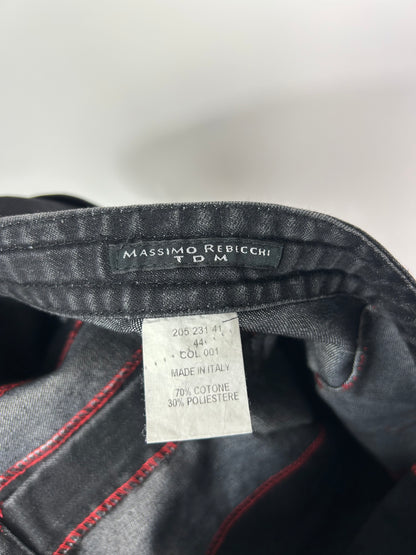 MASSIMO REBECCHI
TDM
205 231 41
44
COL 001
MADE IN ITALY
70% COTONE
30% POLIESTERE